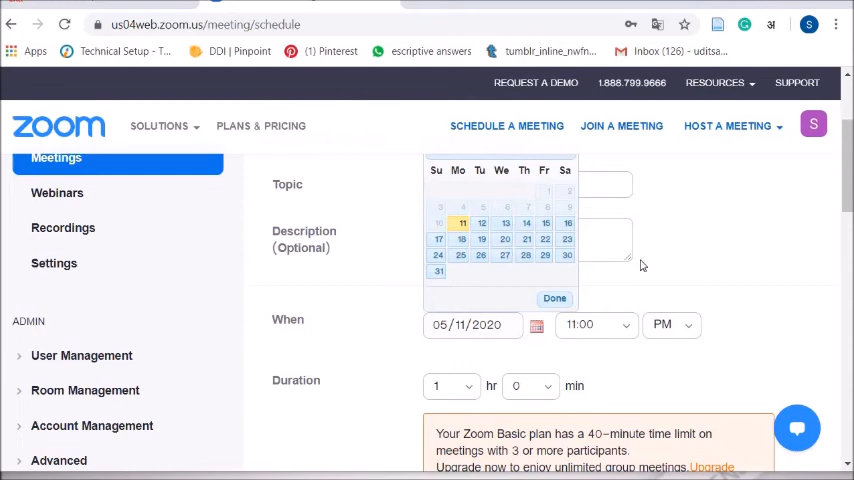 us04web.zoom.us/meeting/schedule
S
Apps
Technical Setup - T...
DDI | Pinpoint
(1) Pinterest
escriptive answers
tumblr_inline_nwfn...
Inbox (126) - uditsa...
REQUEST A DEMO
1.888.799.9666
RESOURCES
SUPPORT
zoom
SOLUTIONS
PLANS & PRICING
SCHEDULE A MEETING
JOIN A MEETING
HOST A MEETING
S
Meetings
Webinars
Recordings
Settings
ADMIN
User Management
Room Management
Account Management
Advanced
Topic
Description
(Optional)
Su Mo Tu We Th Fr Sa
1 2
3 4 5 6 7 8 9
10 11 12 13 14 15 16
17 18 19 20 21 22 23
24 25 26 27 28 29 30
31
Done
When
05/11/2020
11:00
PM
Duration
1
hr
0
min
Your Zoom Basic plan has a 40-minute time limit on
meetings with 3 or more participants.
Upgrade now to enjoy unlimited group meetings.Upgrade